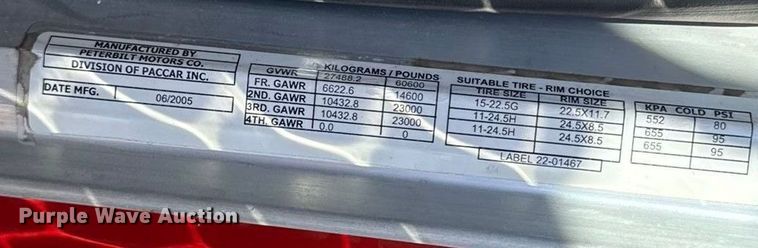 MANUFACTURED BY
PETERBILT MOTORS CO.
DIVISION OF PACCAR INC.
DATE MFG. 06/2005
KILOGRAMS / POUNDS
GVWR 27488.2 60600
FR. GAWR 6622.6 14600
2ND. GAWR 10432.8 23000
3RD. GAWR 10432.8 23000
4TH. GAWR 0.0 0
SUITABLE TIRE - RIM CHOICE
TIRE SIZE RIM SIZE
15-22.5G 22.5X11.7
11-24.5H 24.5X8.5
11-24.5H 24.5X8.5
LABEL 22-01467
KPA COLD PSI
552 80
655 95
655 95
Purple Wave Auction